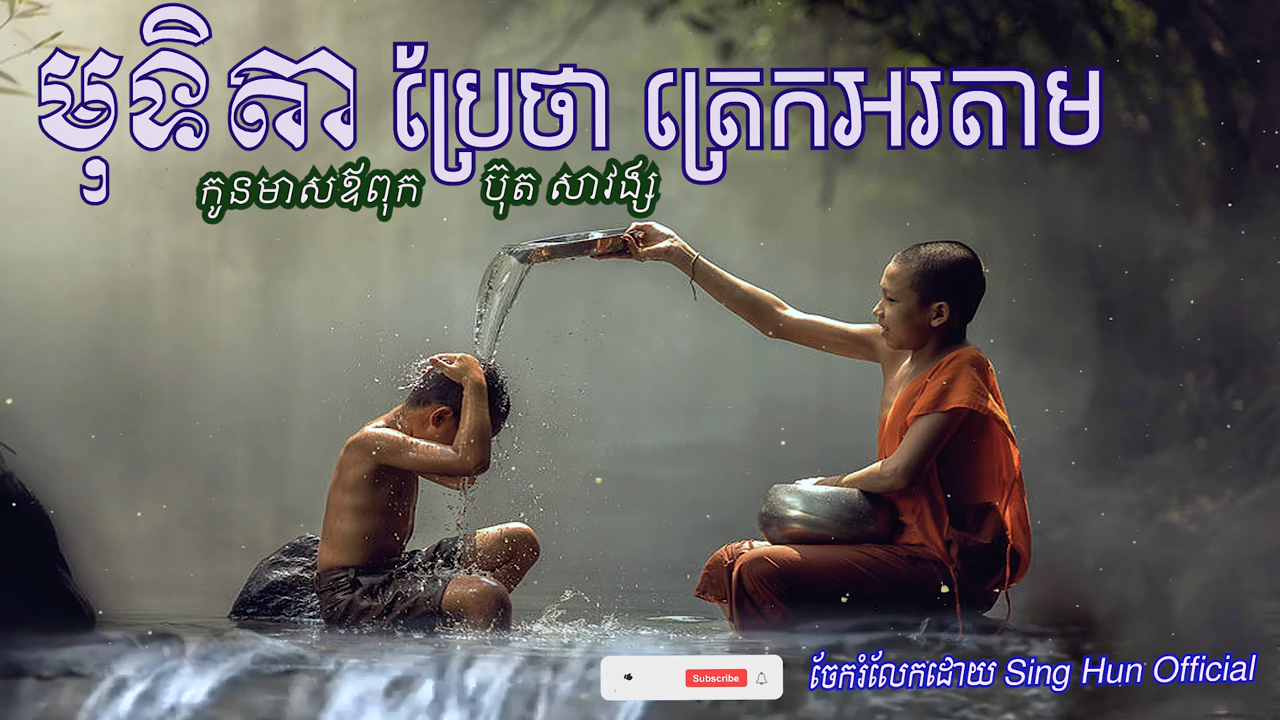 មុទិតា ប្រែថា ត្រេកអរតាម
កូនមាសឪពុក ប៊ុត សាវង្ស
Subscribe
ចែករំលែកដោយ Sing Hun Official